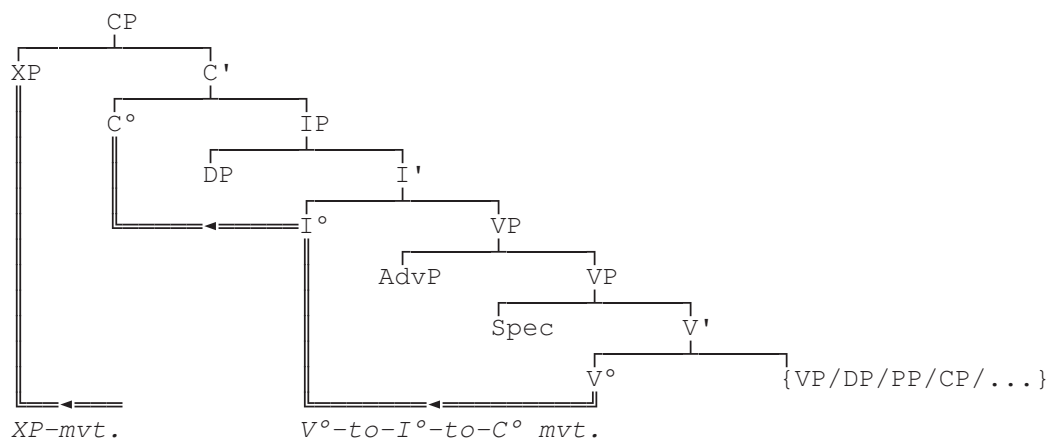 CP
XP C'
C° IP
DP I'
I° VP
AdvP VP
Spec V'
V° {VP/DP/PP/CP/...}
XP-mvt. V°-to-I°-to-C° mvt.